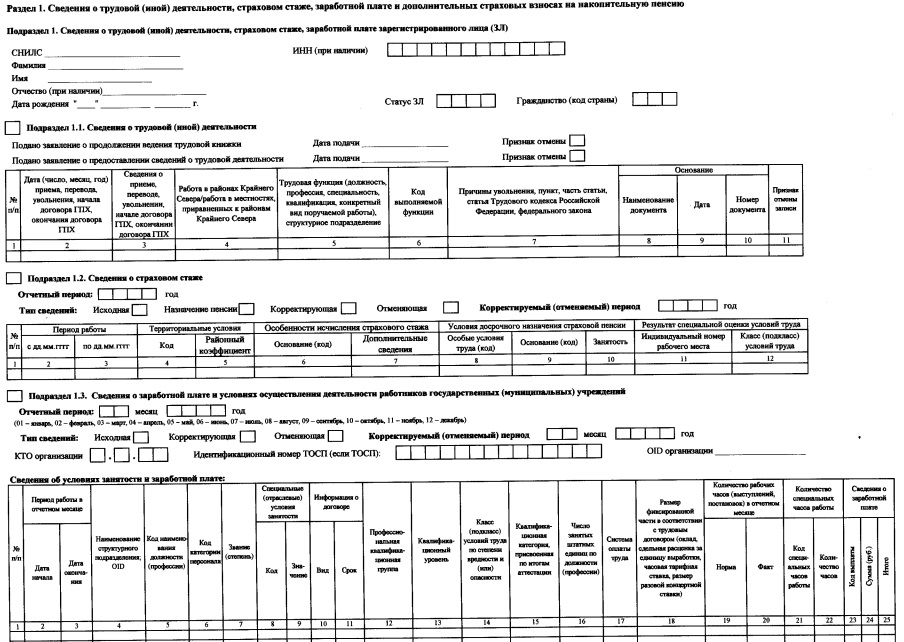 Раздел 1. Сведения о трудовой (иной) деятельности, страховом стаже, заработной плате и дополнительных страховых взносах на накопительную пенсию
Подраздел 1. Сведения о трудовой (иной) деятельности, страховом стаже, заработной плате зарегистрированного лица (ЗЛ)
СНИЛС ИНН (при наличии)
Фамилия
Имя
Отчество (при наличии)
Дата рождения "___" г. Статус ЗЛ Гражданство (код страны)
Подраздел 1.1. Сведения о трудовой (иной) деятельности
Подано заявление о продолжении ведения трудовой книжки Дата подачи Признак отмены
Подано заявление о предоставлении сведений о трудовой деятельности Дата подачи Признак отмены
№ п/п
Дата (число, месяц, год) приема, перевода, увольнения, начала договора ГПХ, окончания договора ГПХ
Сведения о приеме, переводе, увольнении, начале договора ГПХ, окончании договора ГПХ
Работа в районах Крайнего Севера/работа в местностях, приравненных к районам Крайнего Севера
Трудовая функция (должность, профессия, специальность, квалификация, конкретный вид поручаемой работы), структурное подразделение
Код выполняемой функции
Причины увольнения, пункт, часть статьи, статья Трудового кодекса Российской Федерации, федерального закона
Основание
Наименование документа
Дата
Номер документа
Признак отмены записи
1 2 3 4 5 6 7 8 9 10 11
Подраздел 1.2. Сведения о страховом стаже
Отчетный период: год
Тип сведений: Исходная Назначение пенсии Корректирующая Отменяющая Корректируемый (отменяемый) период год
№ п/п
Период работы
с дд.мм.гггг
по дд.мм.гггг
Территориальные условия
Код
Районный коэффициент
Особенности исчисления страхового стажа
Основание (код)
Дополнительные сведения
Условия досрочного назначения страховой пенсии
Особые условия труда (код)
Основание (код)
Занятость
Результат специальной оценки условий труда
Индивидуальный номер рабочего места
Класс (подкласс) условий труда
1 2 3 4 5 6 7 8 9 10 11 12
Подраздел 1.3. Сведения о заработной плате и условиях осуществления деятельности работников государственных (муниципальных) учреждений
Отчетный период: месяц год
(01 – январь, 02 – февраль, 03 – март, 04 – апрель, 05 – май, 06 – июнь, 07 – июль, 08 – август, 09 – сентябрь, 10 – октябрь, 11 – ноябрь, 12 – декабрь)
Тип сведений: Исходная Корректирующая Отменяющая Корректируемый (отменяемый) период месяц год
КТО организации . . Идентификационный номер ТОСП (если ТОСП): OID организации
Сведения об условиях занятости и заработной плате:
№ п/п
Период работы в отчетном месяце
Дата начала
Дата окончания
Наименование структурного подразделения; OID
Код наименования должности (профессии)
Код категории персонала
Звание (степень)
Специальные (отраслевые) условия занятости
Код
Значение
Информация о договоре
Вид
Срок
Профессиональная квалификационная группа
Квалификационный уровень
Класс (подкласс) условий труда по степени вредности и (или) опасности
Квалификационная категория, присвоенная по итогам аттестации
Число занятых штатных единиц по должности (профессии)
Система оплаты труда
Размер фиксированной части в соответствии с трудовым договором (оклад, сдельная расценка за единицу выработки, часовая тарифная ставка, размер разовой концертной ставки)
Количество рабочих часов (выступлений, постановок) в отчетном месяце
Норма
Факт
Количество специальных часов работы
Код специальных часов работы
Количество часов
Сведения о заработной плате
Код выплаты
Сумма (руб.)
Итого
1 2 3 4 5 6 7 8 9 10 11 12 13 14 15 16 17 18 19 20 21 22 23 24 25